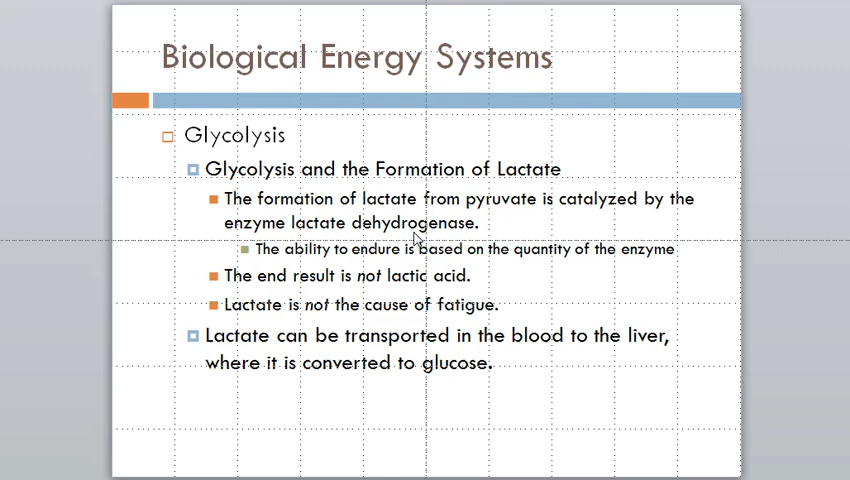 Biological Energy Systems
Glycolysis
Glycolysis and the Formation of Lactate
The formation of lactate from pyruvate is catalyzed by the
enzyme lactate dehydrogenase.
The ability to endure is based on the quantity of the enzyme
The end result is not lactic acid.
Lactate is not the cause of fatigue.
Lactate can be transported in the blood to the liver,
where it is converted to glucose.